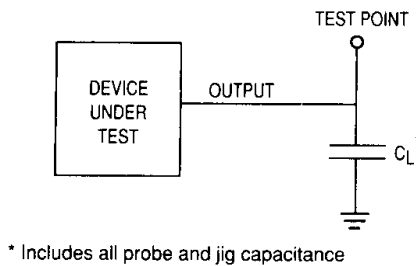 TEST POINT
DEVICE
UNDER
TEST
OUTPUT
CL
* Includes all probe and jig capacitance